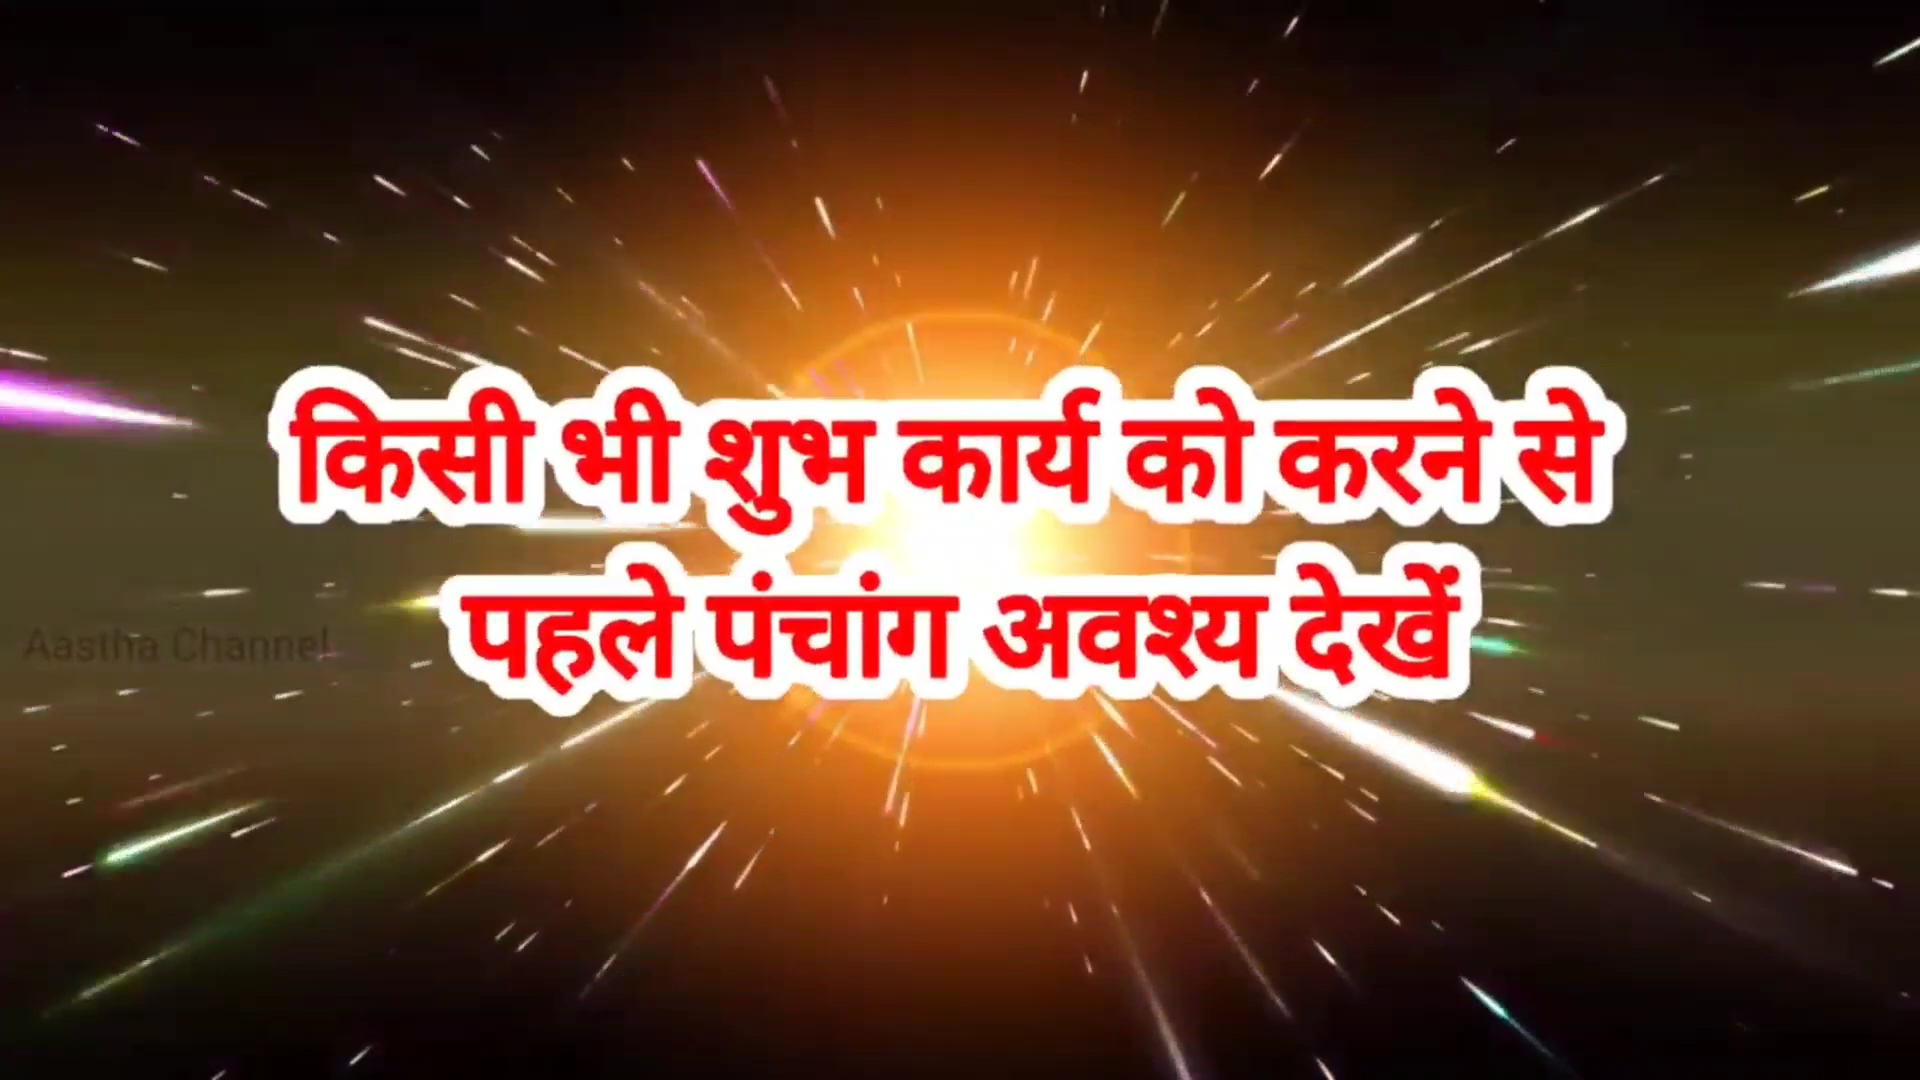 किसी भी शुभ कार्य को करने से
पहले पंचांग अवश्य देखें
Aastha Channel